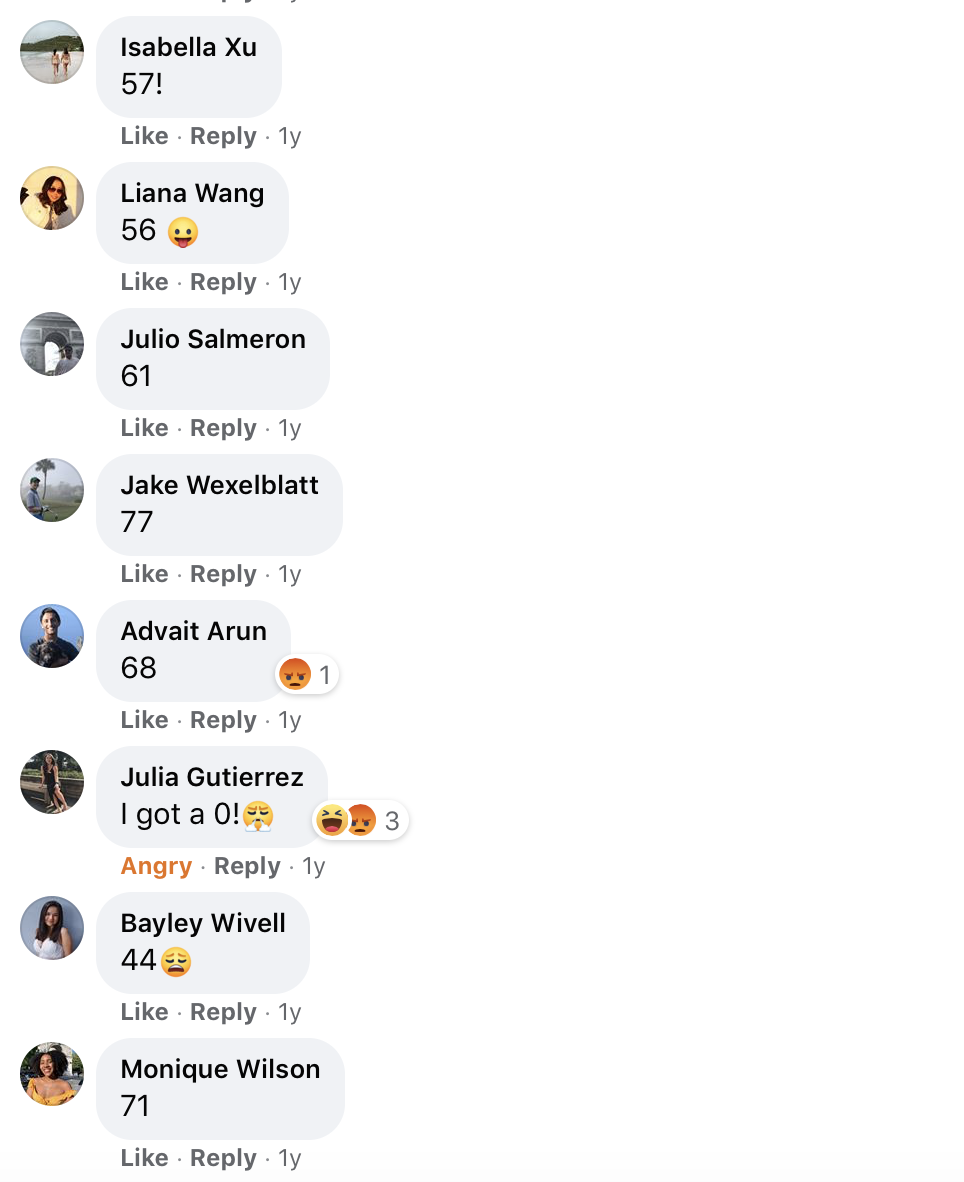 Isabella Xu
57!
Like · Reply · 1y
Liana Wang
56 😛
Like · Reply · 1y
Julio Salmeron
61
Like · Reply · 1y
Jake Wexelblatt
77
Like · Reply · 1y
Advait Arun
68
😡 1
Like · Reply · 1y
Julia Gutierrez
I got a 0!😤
😆😡 3
Angry · Reply · 1y
Bayley Wivell
44😩
Like · Reply · 1y
Monique Wilson
71
Like · Reply · 1y